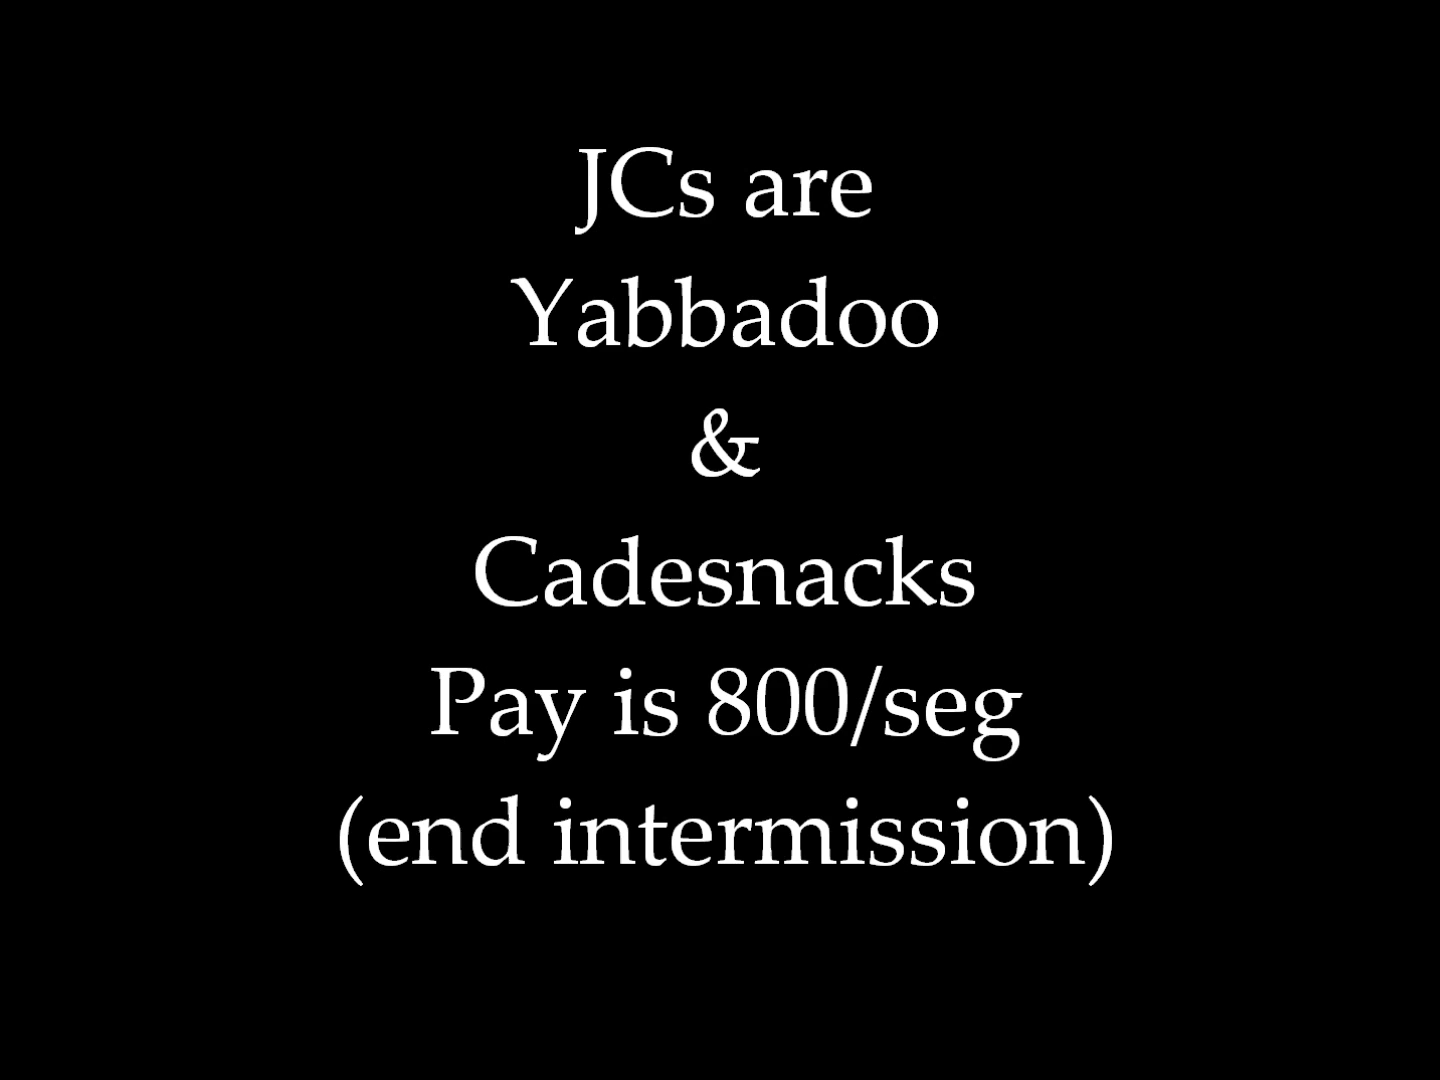 JCs are
Yabbadoo
&
Cadesnacks
Pay is 800/seg
(end intermission)